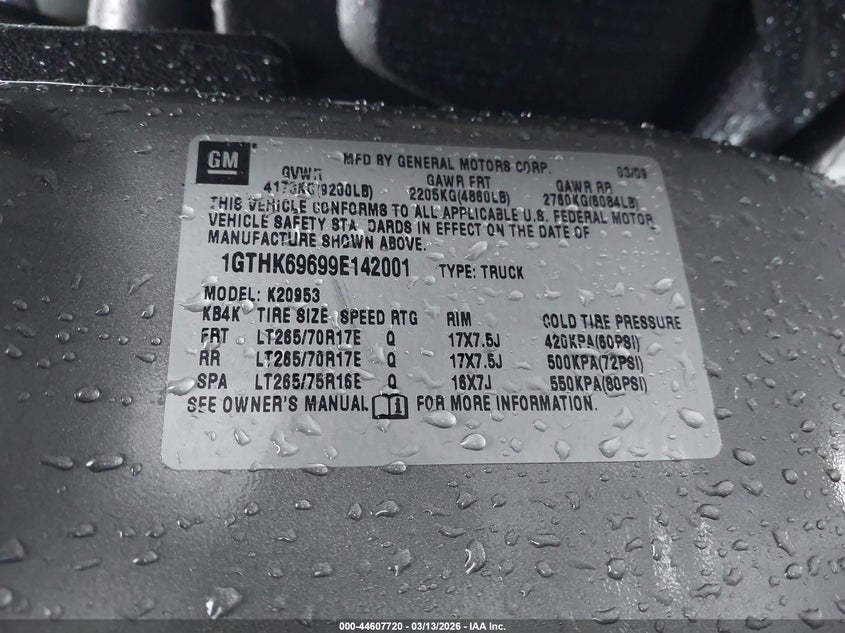 GM
MFD BY GENERAL MOTORS CORP. 03/09
GVWR GAWR FRT GAWR RR
4173KG(9200LB) 2205KG(4860LB) 2760KG(6084LB)
THIS VEHICLE CONFORMS TO ALL APPLICABLE U.S. FEDERAL MOTOR
VEHICLE SAFETY STANDARDS IN EFFECT ON THE DATE OF
MANUFACTURE SHOWN ABOVE.
1GTHK69699E142001 TYPE: TRUCK
MODEL: K20953
KB4K TIRE SIZE SPEED RTG RIM COLD TIRE PRESSURE
FRT LT265/70R17E Q 17X7.5J 420KPA(60PSI)
RR LT265/70R17E Q 17X7.5J 500KPA(72PSI)
SPA LT265/75R16E Q 16X7J 550KPA(80PSI)
SEE OWNER'S MANUAL i FOR MORE INFORMATION.
000-44607720 — 03/13/2026 — IAA Inc.